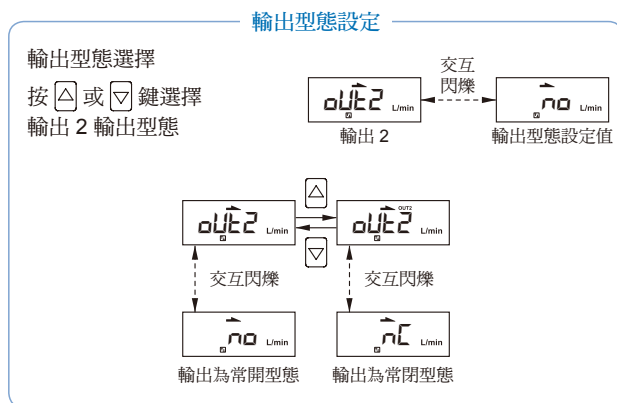 輸出型態設定
輸出型態選擇
按 △ 或 ▽ 鍵選擇
輸出 2 輸出型態
交互
閃爍
oUt2 L/min
no L/min
輸出 2
輸出型態設定值
△
oUt2 L/min
OUT2
oUt2 L/min
▽
交互閃爍
交互閃爍
no L/min
nC L/min
輸出為常開型態
輸出為常閉型態